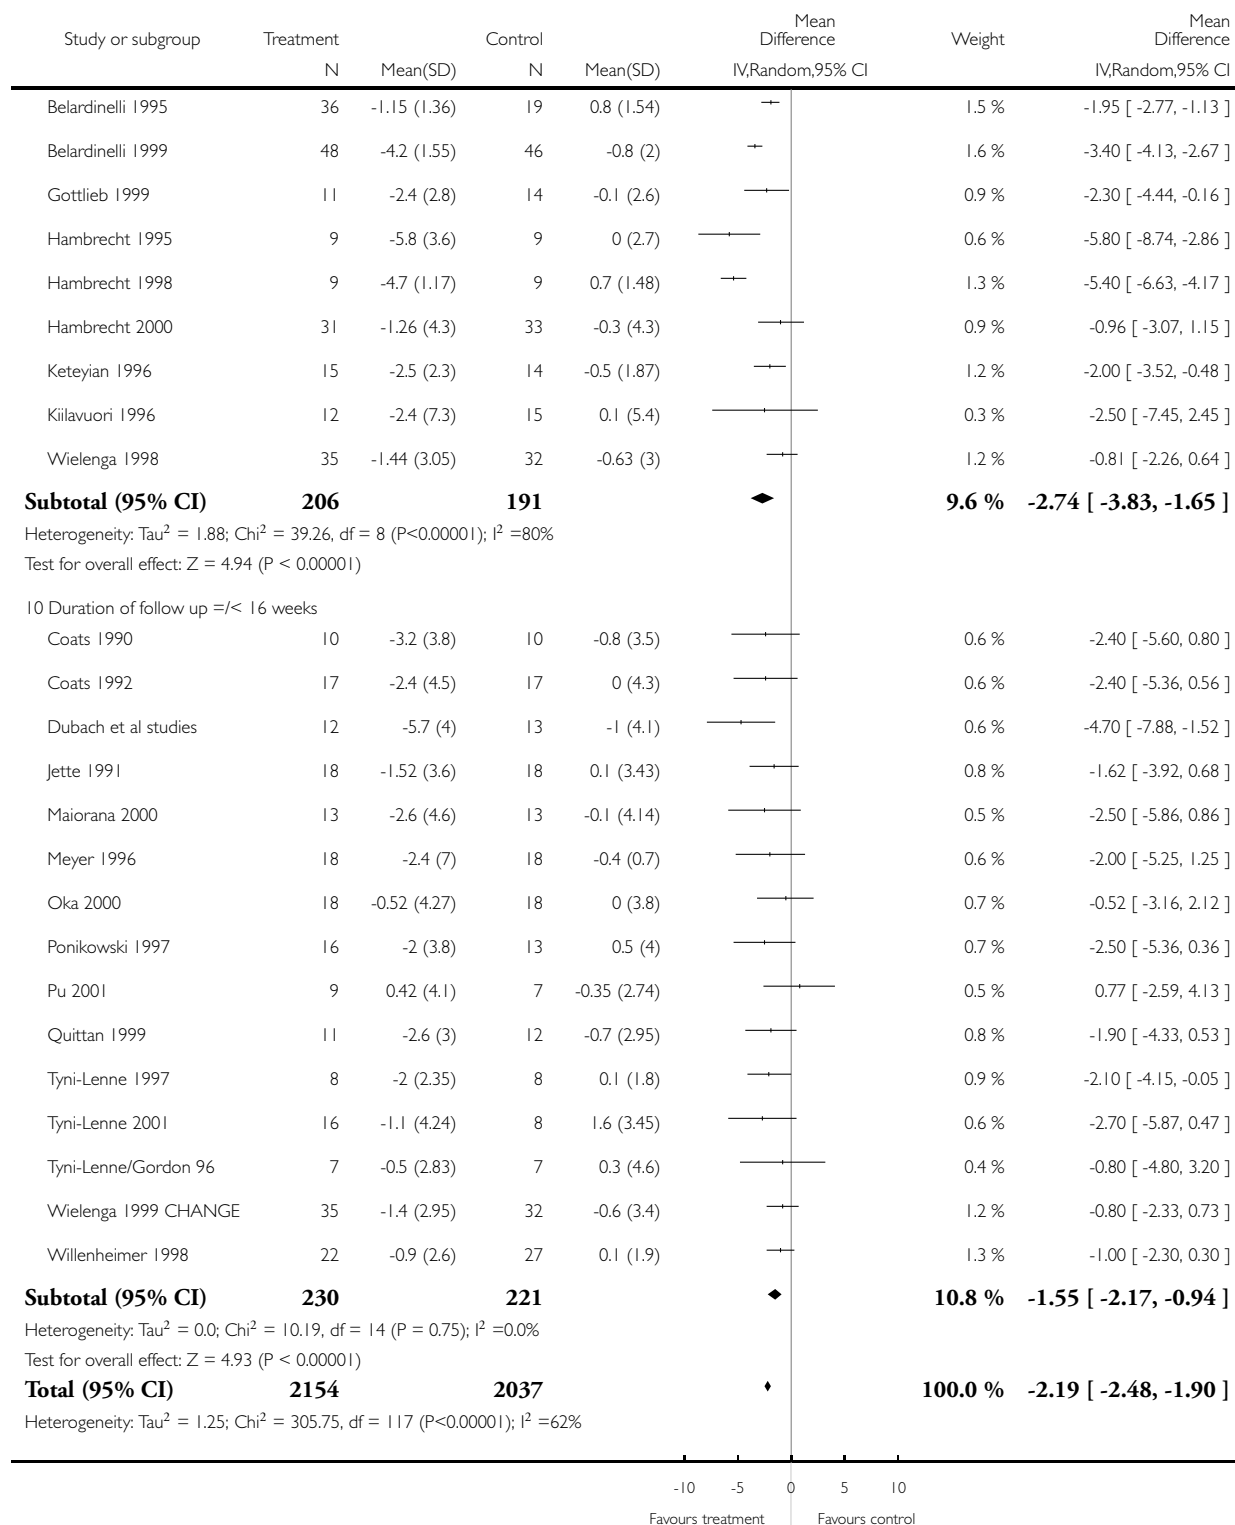 Mean Mean
Study or subgroup Treatment Control Difference Weight Difference
N Mean(SD) N Mean(SD) IV,Random,95% CI IV,Random,95% CI
Belardinelli 1995 36 -1.15 (1.36) 19 0.8 (1.54) 1.5 % -1.95 [ -2.77, -1.13 ]
Belardinelli 1999 48 -4.2 (1.55) 46 -0.8 (2) 1.6 % -3.40 [ -4.13, -2.67 ]
Gottlieb 1999 11 -2.4 (2.8) 14 -0.1 (2.6) 0.9 % -2.30 [ -4.44, -0.16 ]
Hambrecht 1995 9 -5.8 (3.6) 9 0 (2.7) 0.6 % -5.80 [ -8.74, -2.86 ]
Hambrecht 1998 9 -4.7 (1.17) 9 0.7 (1.48) 1.3 % -5.40 [ -6.63, -4.17 ]
Hambrecht 2000 31 -1.26 (4.3) 33 -0.3 (4.3) 0.9 % -0.96 [ -3.07, 1.15 ]
Keteyian 1996 15 -2.5 (2.3) 14 -0.5 (1.87) 1.2 % -2.00 [ -3.52, -0.48 ]
Kiilavuori 1996 12 -2.4 (7.3) 15 0.1 (5.4) 0.3 % -2.50 [ -7.45, 2.45 ]
Wielenga 1998 35 -1.44 (3.05) 32 -0.63 (3) 1.2 % -0.81 [ -2.26, 0.64 ]
Subtotal (95% CI) 206 191 9.6 % -2.74 [ -3.83, -1.65 ]
Heterogeneity: Tau² = 1.88; Chi² = 39.26, df = 8 (P<0.00001); I² =80%
Test for overall effect: Z = 4.94 (P < 0.00001)
10 Duration of follow up =/< 16 weeks
Coats 1990 10 -3.2 (3.8) 10 -0.8 (3.5) 0.6 % -2.40 [ -5.60, 0.80 ]
Coats 1992 17 -2.4 (4.5) 17 0 (4.3) 0.6 % -2.40 [ -5.36, 0.56 ]
Dubach et al studies 12 -5.7 (4) 13 -1 (4.1) 0.6 % -4.70 [ -7.88, -1.52 ]
Jette 1991 18 -1.52 (3.6) 18 0.1 (3.43) 0.8 % -1.62 [ -3.92, 0.68 ]
Maiorana 2000 13 -2.6 (4.6) 13 -0.1 (4.14) 0.5 % -2.50 [ -5.86, 0.86 ]
Meyer 1996 18 -2.4 (7) 18 -0.4 (0.7) 0.6 % -2.00 [ -5.25, 1.25 ]
Oka 2000 18 -0.52 (4.27) 18 0 (3.8) 0.7 % -0.52 [ -3.16, 2.12 ]
Ponikowski 1997 16 -2 (3.8) 13 0.5 (4) 0.7 % -2.50 [ -5.36, 0.36 ]
Pu 2001 9 0.42 (4.1) 7 -0.35 (2.74) 0.5 % 0.77 [ -2.59, 4.13 ]
Quittan 1999 11 -2.6 (3) 12 -0.7 (2.95) 0.8 % -1.90 [ -4.33, 0.53 ]
Tyni-Lenne 1997 8 -2 (2.35) 8 0.1 (1.8) 0.9 % -2.10 [ -4.15, -0.05 ]
Tyni-Lenne 2001 16 -1.1 (4.24) 8 1.6 (3.45) 0.6 % -2.70 [ -5.87, 0.47 ]
Tyni-Lenne/Gordon 96 7 -0.5 (2.83) 7 0.3 (4.6) 0.4 % -0.80 [ -4.80, 3.20 ]
Wielenga 1999 CHANGE 35 -1.4 (2.95) 32 -0.6 (3.4) 1.2 % -0.80 [ -2.33, 0.73 ]
Willenheimer 1998 22 -0.9 (2.6) 27 0.1 (1.9) 1.3 % -1.00 [ -2.30, 0.30 ]
Subtotal (95% CI) 230 221 10.8 % -1.55 [ -2.17, -0.94 ]
Heterogeneity: Tau² = 0.0; Chi² = 10.19, df = 14 (P = 0.75); I² =0.0%
Test for overall effect: Z = 4.93 (P < 0.00001)
Total (95% CI) 2154 2037 100.0 % -2.19 [ -2.48, -1.90 ]
Heterogeneity: Tau² = 1.25; Chi² = 305.75, df = 117 (P<0.00001); I² =62%
-10 -5 0 5 10
Favours treatment Favours control